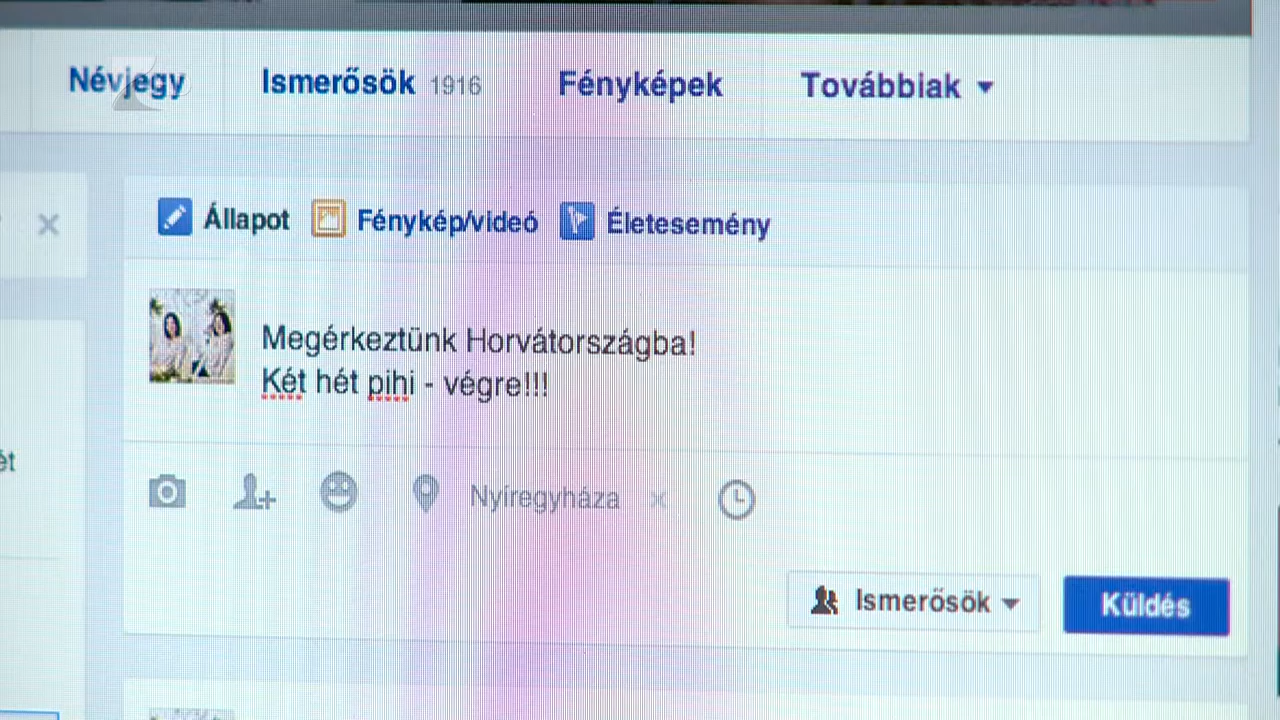 Névjegy Ismerősök 1916 Fényképek Továbbiak
Állapot Fénykép/videó Életesemény
Megérkeztünk Horvátországba!
Két hét pihi - végre!!!
Nyíregyháza
Ismerősök Küldés